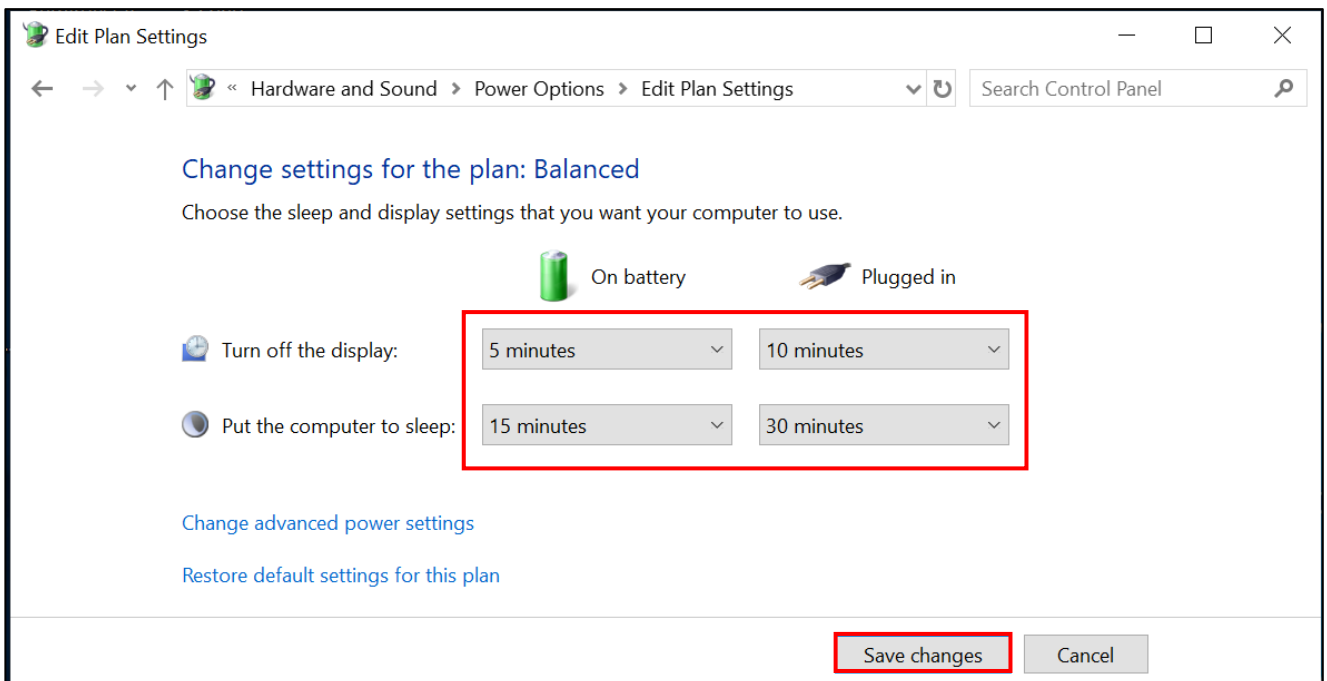 Edit Plan Settings
« Hardware and Sound > Power Options > Edit Plan Settings Search Control Panel
Change settings for the plan: Balanced
Choose the sleep and display settings that you want your computer to use.
On battery Plugged in
Turn off the display: 5 minutes 10 minutes
Put the computer to sleep: 15 minutes 30 minutes
Change advanced power settings
Restore default settings for this plan
Save changes Cancel